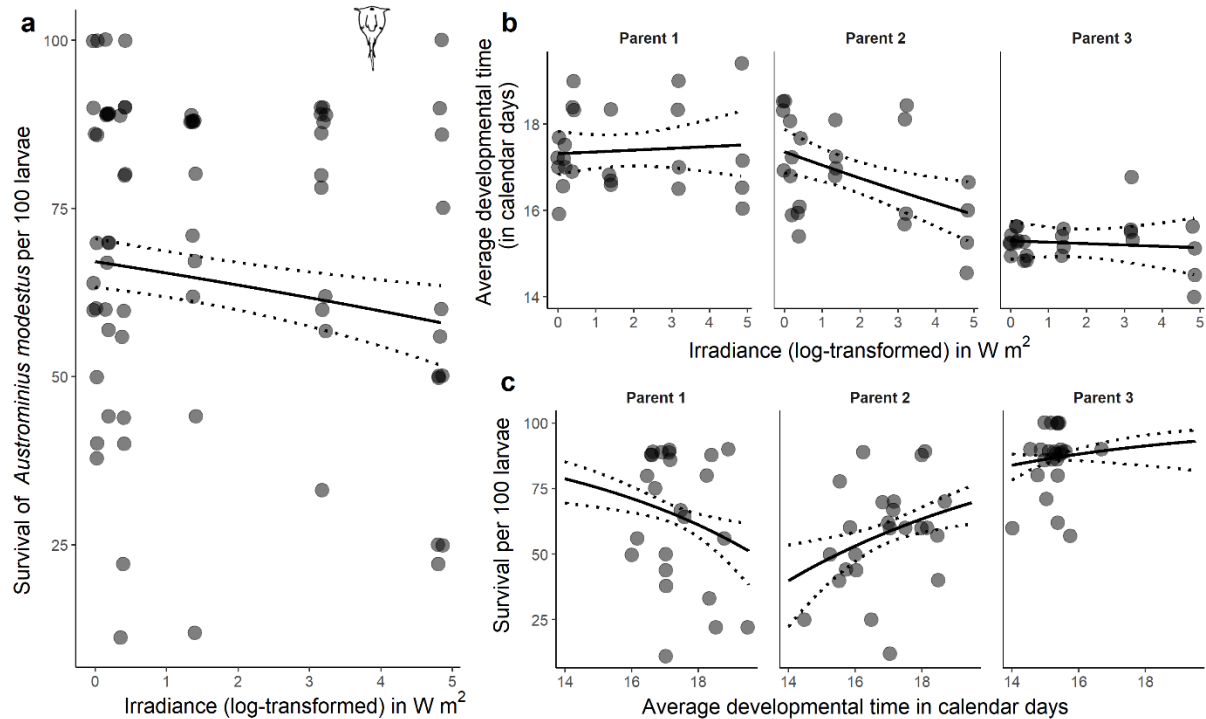 a
Survival of Austrominius modestus per 100 larvae
100
75
50
25
0 1 2 3 4 5
Irradiance (log-transformed) in W m²
b
Parent 1 Parent 2 Parent 3
Average developmental time
(in calendar days)
18
16
14
0 1 2 3 4 5 0 1 2 3 4 5 0 1 2 3 4 5
Irradiance (log-transformed) in W m²
c
Parent 1 Parent 2 Parent 3
Survival per 100 larvae
100
75
50
25
14 16 18 14 16 18 14 16 18
Average developmental time in calendar days